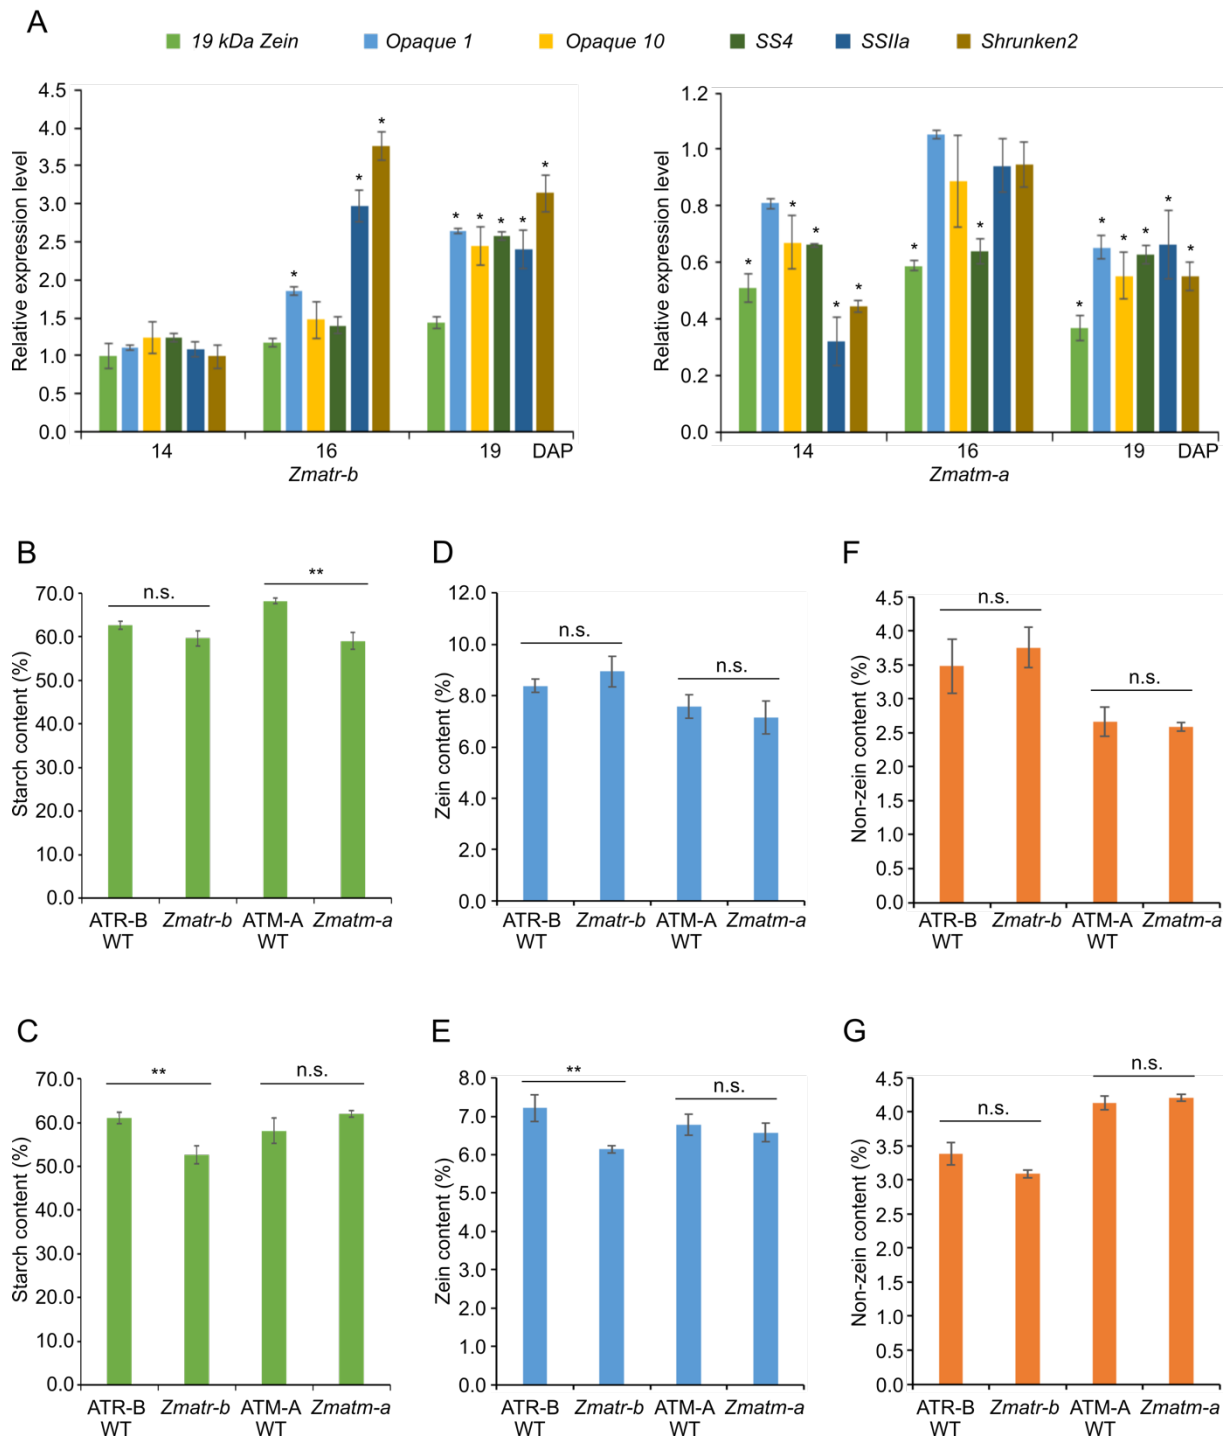 A
19 kDa Zein Opaque 1 Opaque 10 SS4 SSIIa Shrunken2
Relative expression level
4.5
4.0
3.5
3.0
2.5
2.0
1.5
1.0
0.5
0.0
* * * * * * * *
14 16 19 DAP
Zmatr-b
Relative expression level
1.2
1.0
0.8
0.6
0.4
0.2
0.0
* * * * * * * * * * * * *
14 16 19 DAP
Zmatm-a
B
Starch content (%)
70.0
60.0
50.0
40.0
30.0
20.0
10.0
0.0
n.s. **
ATR-B Zmatr-b ATM-A Zmatm-a
WT WT
D
Zein content (%)
12.0
10.0
8.0
6.0
4.0
2.0
0.0
n.s. n.s.
ATR-B Zmatr-b ATM-A Zmatm-a
WT WT
F
Non-zein content (%)
4.5
4.0
3.5
3.0
2.5
2.0
1.5
1.0
0.5
0.0
n.s. n.s.
ATR-B Zmatr-b ATM-A Zmatm-a
WT WT
C
Starch content (%)
70.0
60.0
50.0
40.0
30.0
20.0
10.0
0.0
** n.s.
ATR-B Zmatr-b ATM-A Zmatm-a
WT WT
E
Zein content (%)
8.0
7.0
6.0
5.0
4.0
3.0
2.0
1.0
0.0
** n.s.
ATR-B Zmatr-b ATM-A Zmatm-a
WT WT
G
Non-zein content (%)
4.5
4.0
3.5
3.0
2.5
2.0
1.5
1.0
0.5
0.0
n.s. n.s.
ATR-B Zmatr-b ATM-A Zmatm-a
WT WT